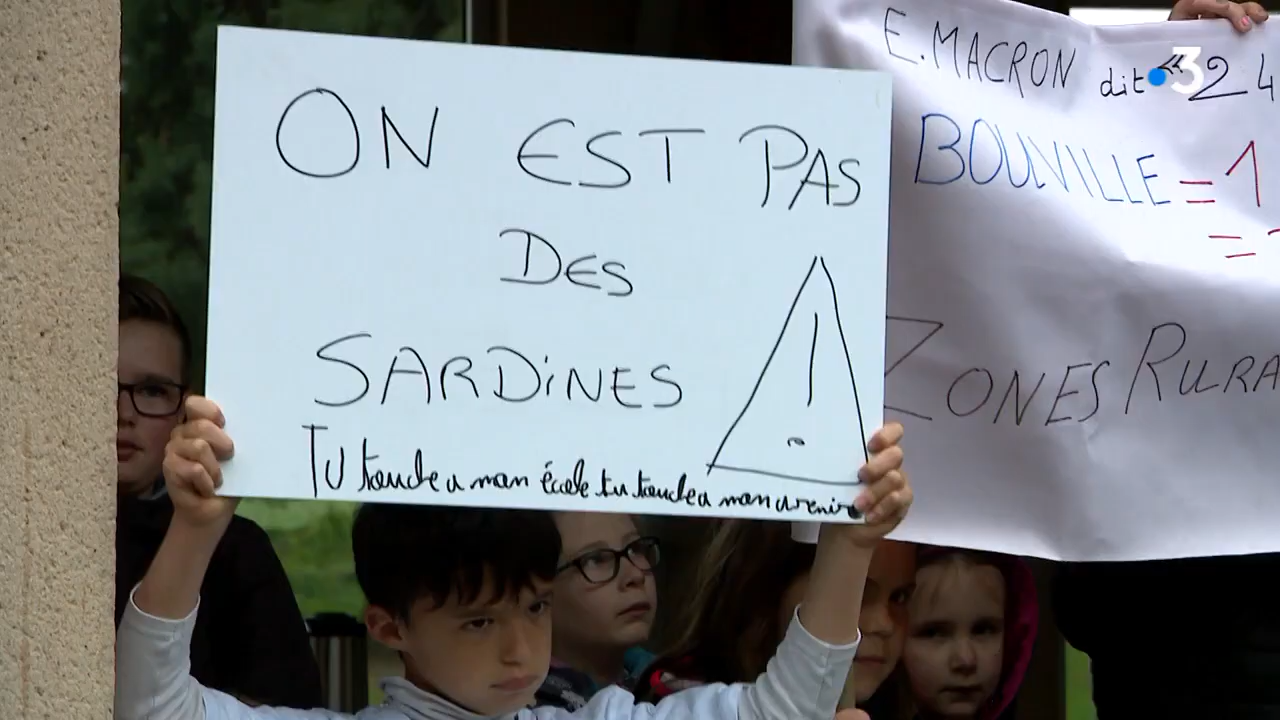 ON EST PAS
DES
SARDINES
!
TU touche a mon école tu touche a mon avenir
E. MACRON dit "24
BOUVILLE = 1
=
ZONES RURA
3